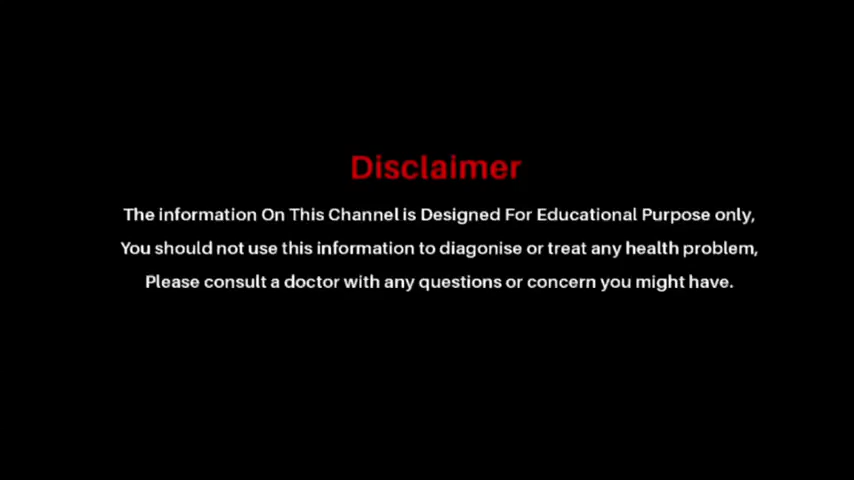 Disclaimer
The information On This Channel is Designed For Educational Purpose only,
You should not use this information to diagonise or treat any health problem,
Please consult a doctor with any questions or concern you might have.